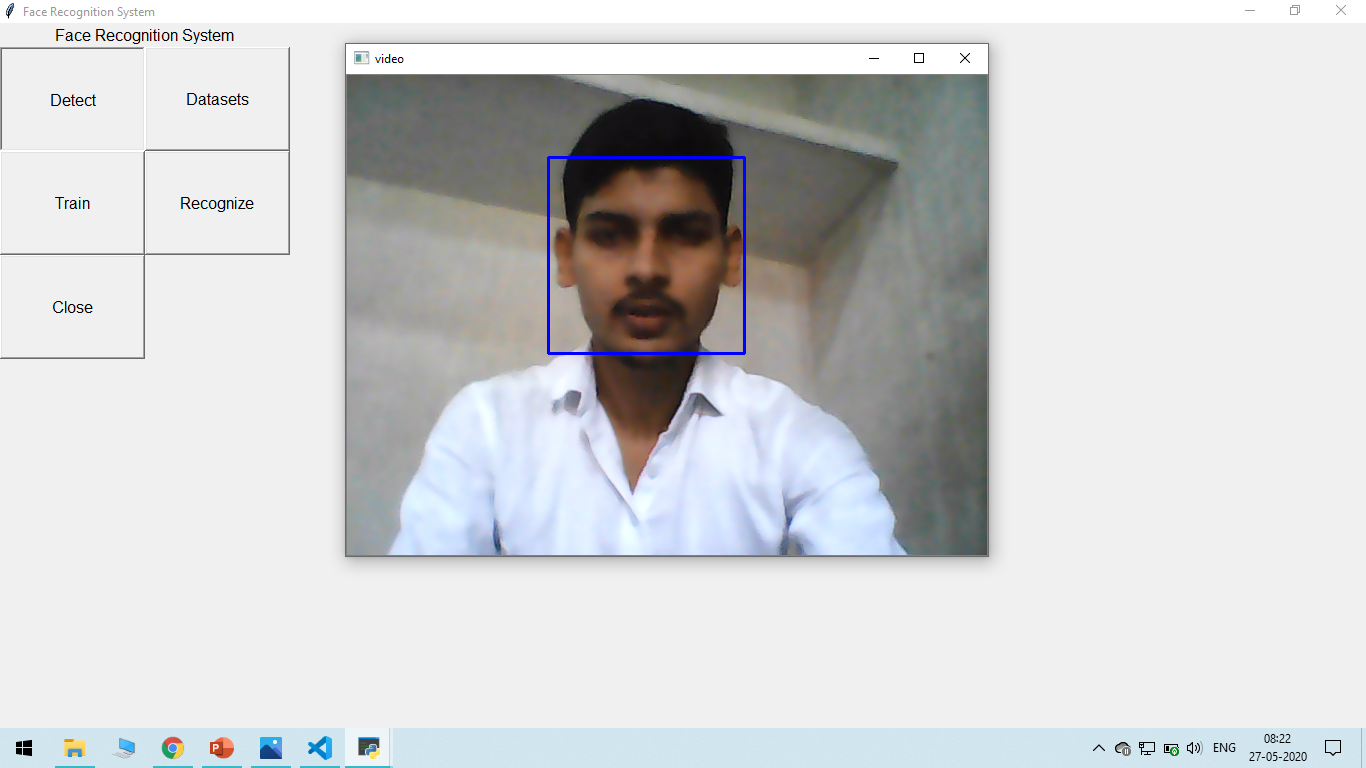 Face Recognition System
Face Recognition System
Detect
Datasets
Train
Recognize
Close
video
ENG
08:22
27-05-2020